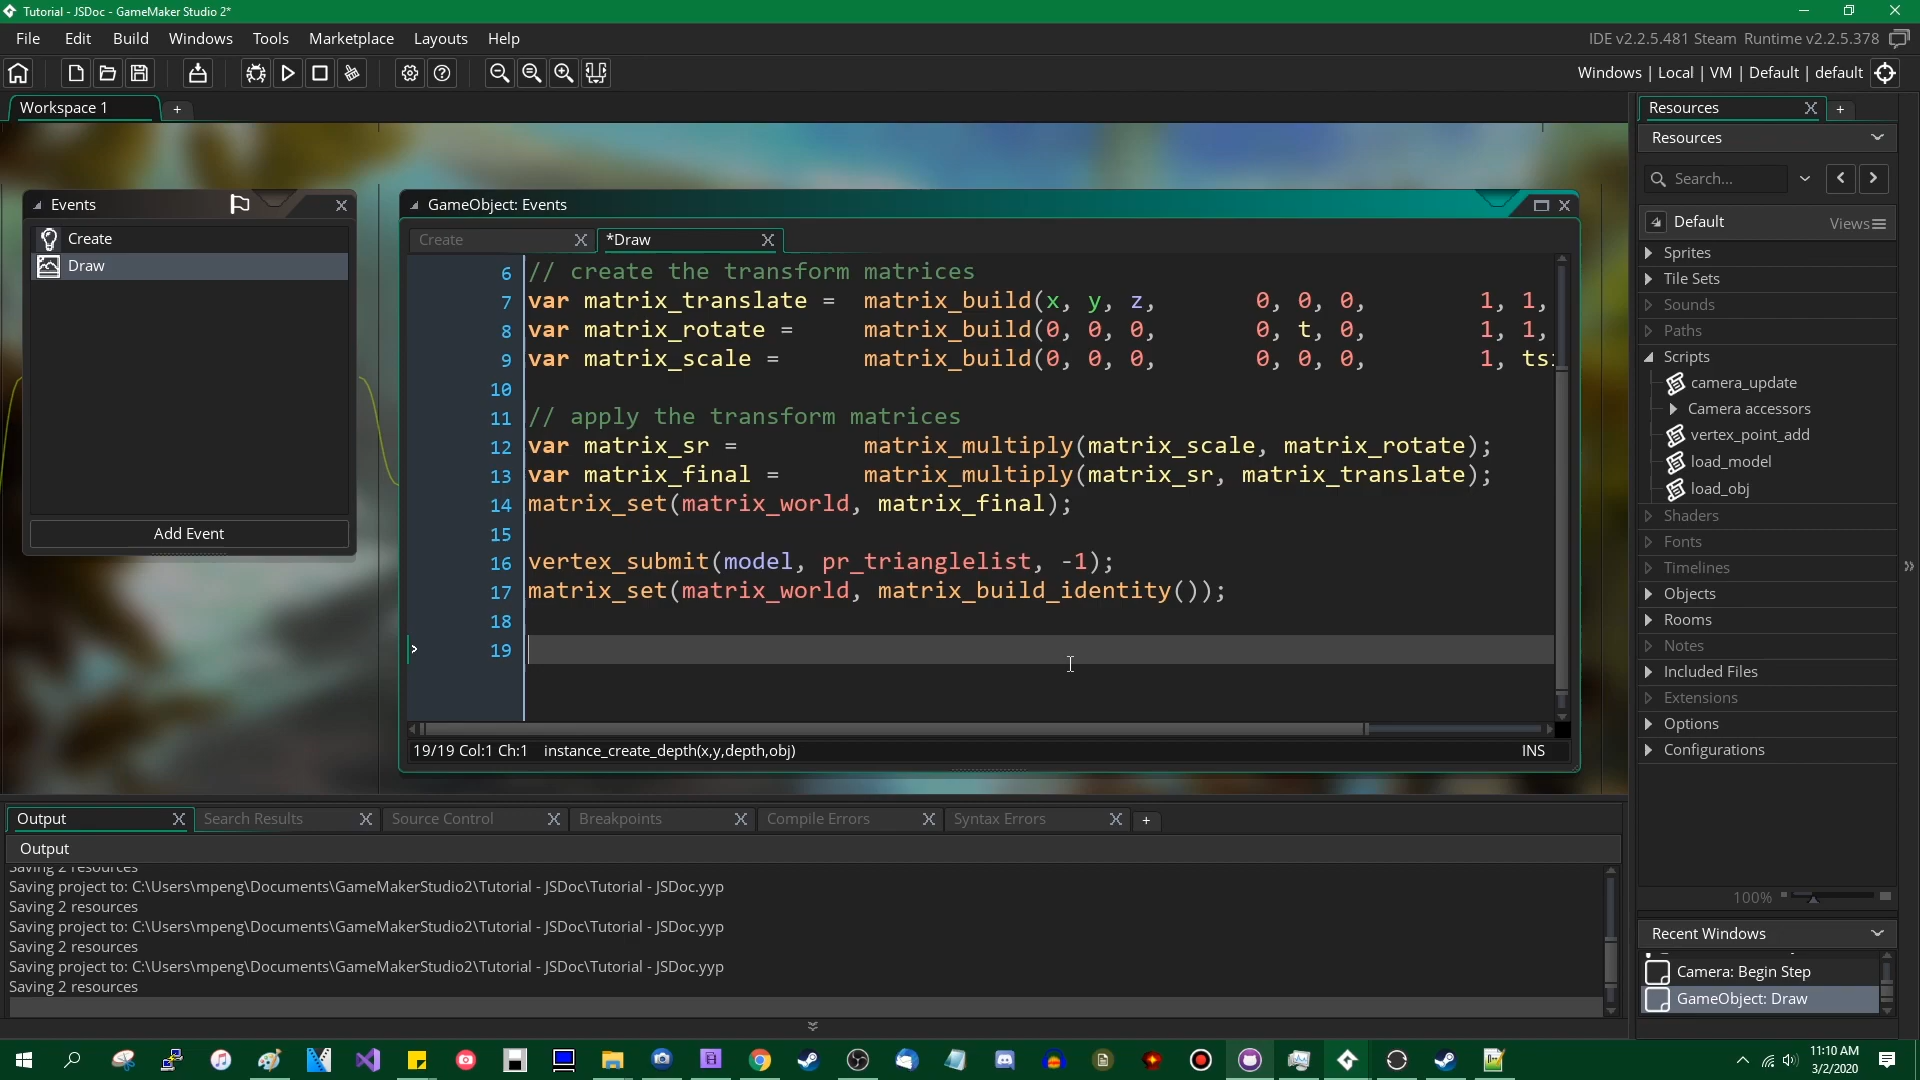 Tutorial - JSDoc - GameMaker Studio 2*
File Edit Build Windows Tools Marketplace Layouts Help
IDE v2.2.5.481 Steam Runtime v2.2.5.378
Windows | Local | VM | Default | default
Workspace 1
Events
Create
Draw
Add Event
GameObject: Events
Create
*Draw
6 // create the transform matrices
7 var matrix_translate = matrix_build(x, y, z, 0, 0, 0, 1, 1,
8 var matrix_rotate = matrix_build(0, 0, 0, 0, t, 0, 1, 1,
9 var matrix_scale = matrix_build(0, 0, 0, 0, 0, 0, 1, ts
10
11 // apply the transform matrices
12 var matrix_sr = matrix_multiply(matrix_scale, matrix_rotate);
13 var matrix_final = matrix_multiply(matrix_sr, matrix_translate);
14 matrix_set(matrix_world, matrix_final);
15
16 vertex_submit(model, pr_trianglelist, -1);
17 matrix_set(matrix_world, matrix_build_identity());
18
19
19/19 Col:1 Ch:1 instance_create_depth(x,y,depth,obj)
INS
Resources
Resources
Search...
Default
Views
Sprites
Tile Sets
Sounds
Paths
Scripts
camera_update
Camera accessors
vertex_point_add
load_model
load_obj
Shaders
Fonts
Timelines
Objects
Rooms
Notes
Included Files
Extensions
Options
Configurations
100%
Recent Windows
Camera: Begin Step
GameObject: Draw
Output Search Results Source Control Breakpoints Compile Errors Syntax Errors
Output
Saving 2 resources
Saving project to: C:\Users\mpeng\Documents\GameMakerStudio2\Tutorial - JSDoc\Tutorial - JSDoc.yyp
Saving 2 resources
Saving project to: C:\Users\mpeng\Documents\GameMakerStudio2\Tutorial - JSDoc\Tutorial - JSDoc.yyp
Saving 2 resources
Saving project to: C:\Users\mpeng\Documents\GameMakerStudio2\Tutorial - JSDoc\Tutorial - JSDoc.yyp
Saving 2 resources
11:10 AM
3/2/2020